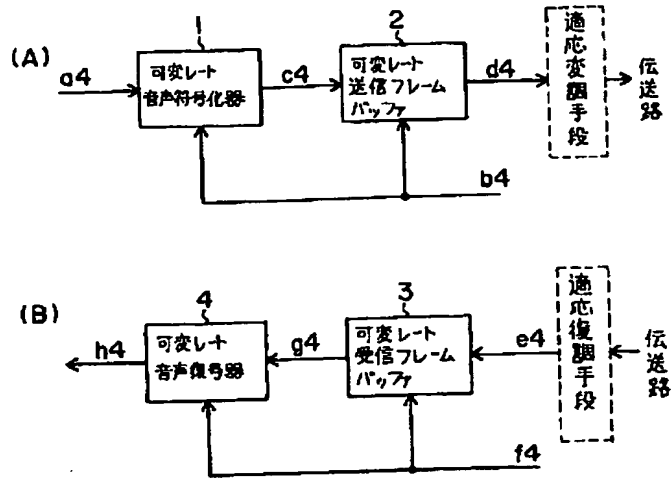 (A)
1
2
a4
可変レート
音声符号化器
c4
可変レート
送信フレーム
バッファ
d4
適応変調手段
伝送路
b4
(B)
4
3
h4
可変レート
音声復号器
g4
可変レート
受信フレーム
バッファ
e4
適応復調手段
伝送路
f4